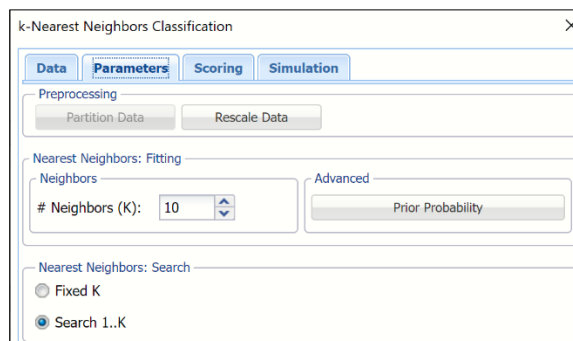 k-Nearest Neighbors Classification
Data Parameters Scoring Simulation
Preprocessing
Partition Data Rescale Data
Nearest Neighbors: Fitting
Neighbors Advanced
# Neighbors (K): 10 Prior Probability
Nearest Neighbors: Search
Fixed K
Search 1..K